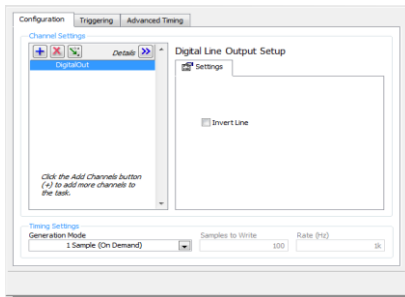 Configuration Triggering Advanced Timing
Channel Settings
Details
Digital Line Output Setup
DigitalOut
Settings
Invert Line
Click the Add Channels button
(+) to add more channels to
the task.
Timing Settings
Generation Mode Samples to Write Rate (Hz)
1 Sample (On Demand) 100 1k